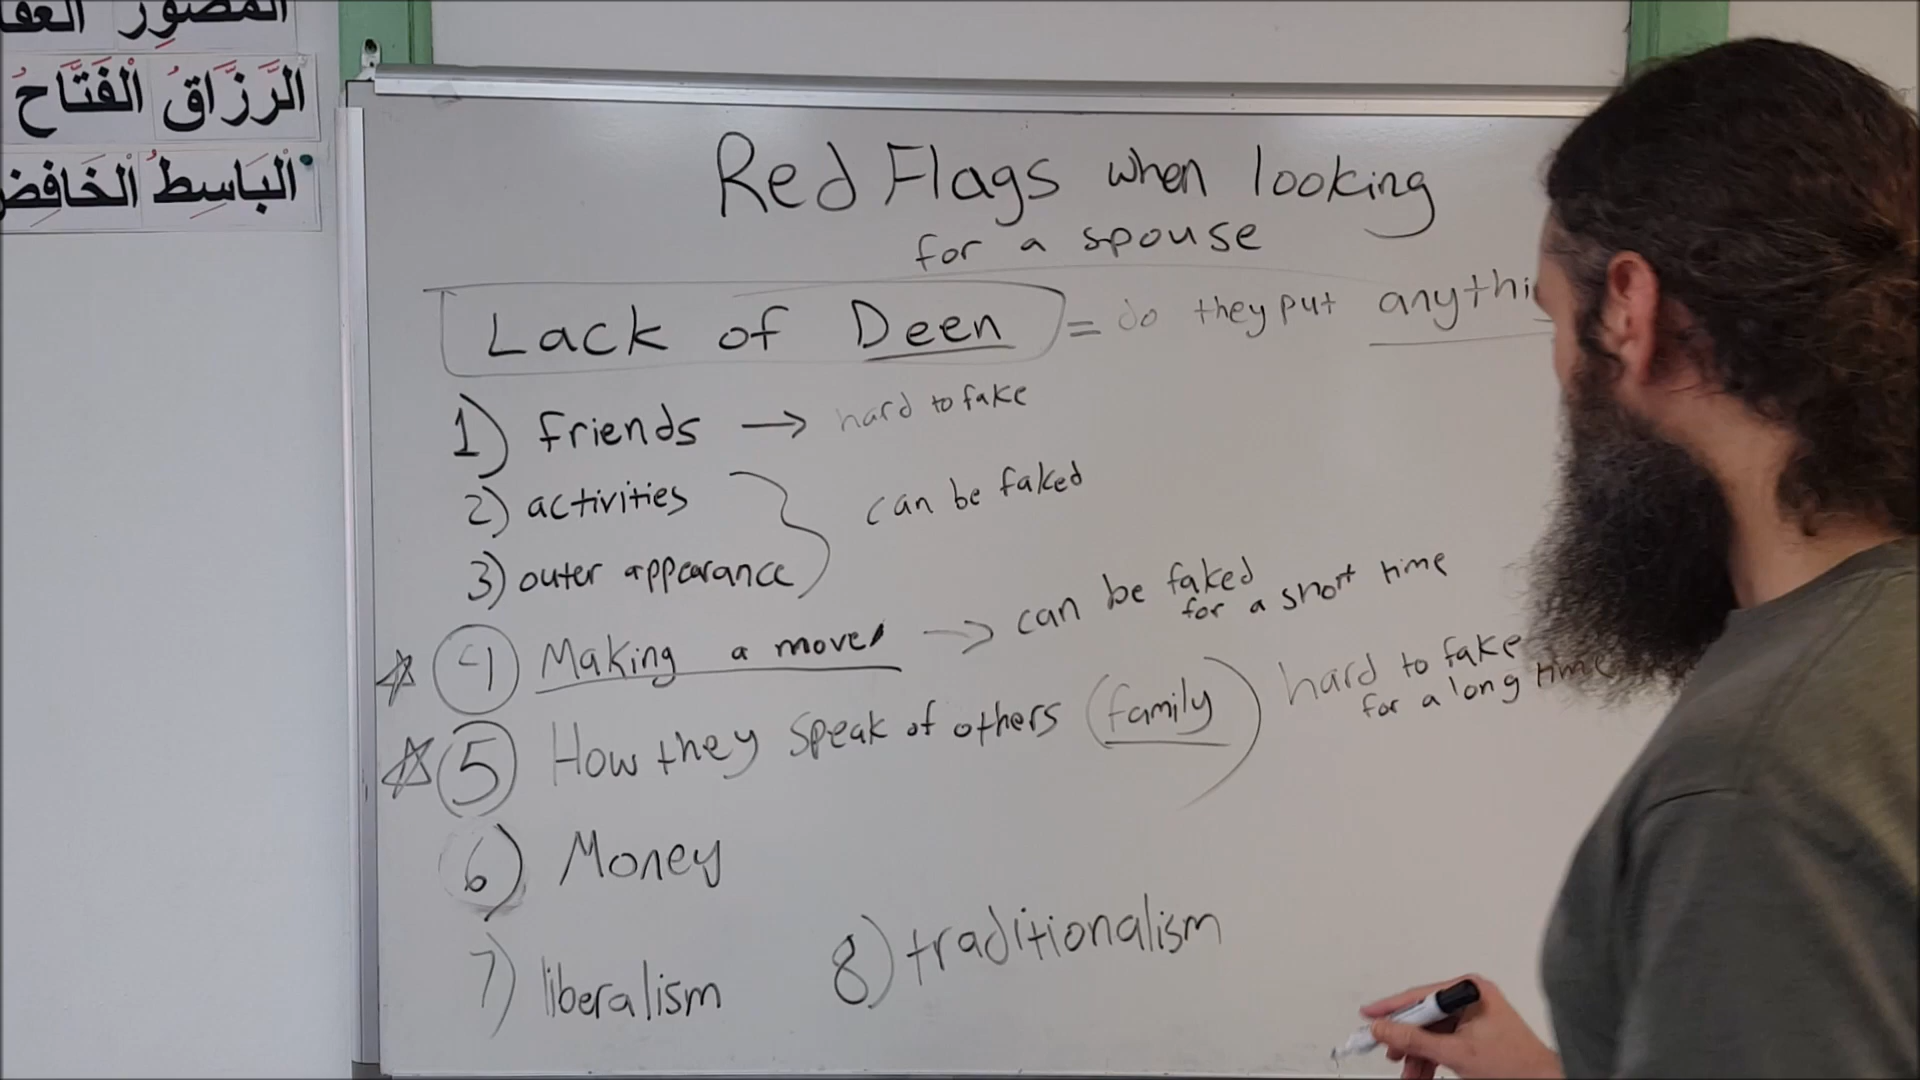 الْمُصَوِّرُ
الرَّزَّاقُ الْفَتَّاحُ
الْبَاسِطُ الْخَافِضُ
Red Flags when looking
for a spouse
Lack of Deen = do they put
1) friends → hard to fake
2) activities
3) outer appearance
can be faked
4 Making a move → can be faked
for a short time
5 How they speak of others (family) hard to fake
for a long time
6) Money
7) liberalism 8) traditionalism